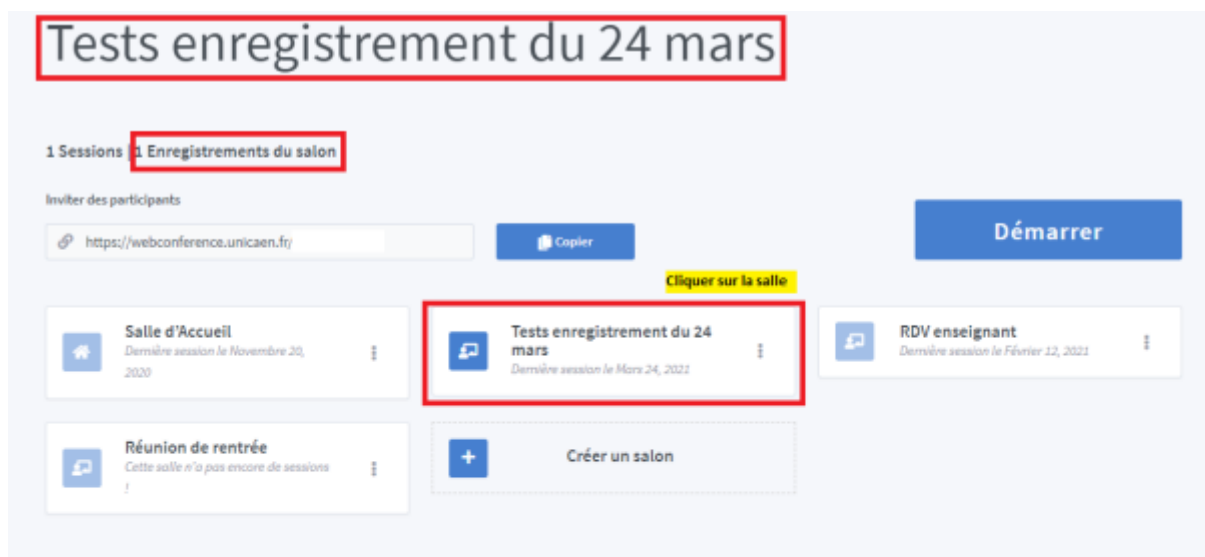 Tests enregistrement du 24 mars
1 Sessions | 1 Enregistrements du salon
Inviter des participants
https://webconference.unicaen.fr/
Copier
Démarrer
Cliquer sur la salle
Salle d'Accueil
Dernière session le Novembre 20,
2020
Tests enregistrement du 24
mars
Dernière session le Mars 24, 2021
RDV enseignant
Dernière session le Février 12, 2021
Réunion de rentrée
Cette salle n'a pas encore de sessions
!
Créer un salon